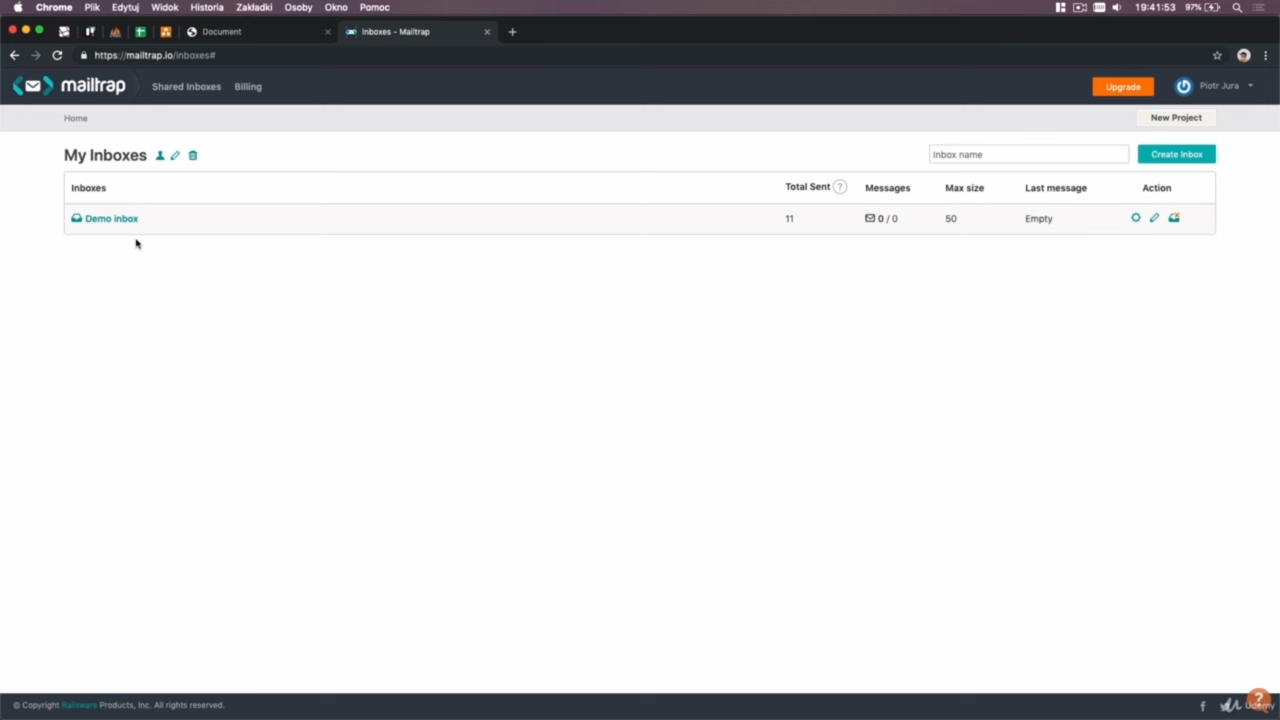 Chrome Plik Edytuj Widok Historia Zakładki Osoby Okno Pomoc 19:41:53 97%
Document Inboxes - Mailtrap
https://mailtrap.io/inboxes#
mailtrap Shared Inboxes Billing Upgrade Piotr Jura
Home New Project
My Inboxes Inbox name Create Inbox
Inboxes Total Sent ? Messages Max size Last message Action
Demo inbox 11 0 / 0 50 Empty
© Copyright Railsware Products, Inc. All rights reserved. f ? Udemy